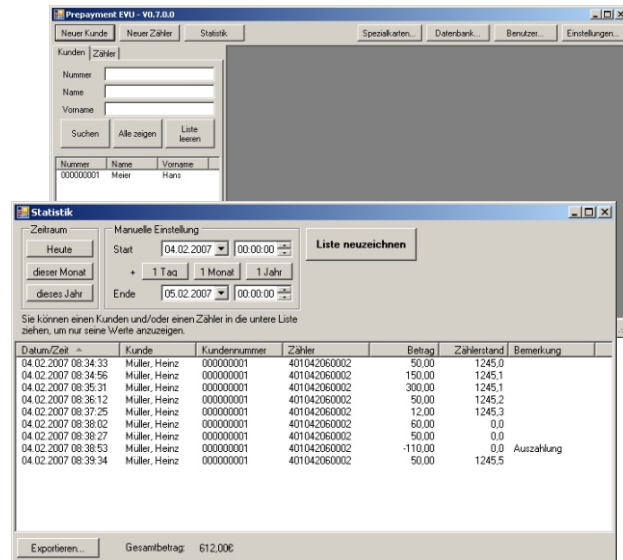 Prepayment EVU - V0.7.0.0
Neuer Kunde Neuer Zähler Statistik Spezialkarten... Datenbank... Benutzer... Einstellungen...
Kunden Zähler
Nummer
Name
Vorname
Suchen Alle zeigen Liste leeren
Nummer Name Vorname
000000001 Meier Hans
Statistik
Zeitraum Manuelle Einstellung
Heute Start 04.02.2007 00:00:00 Liste neuzeichnen
dieser Monat + 1 Tag 1 Monat 1 Jahr
dieses Jahr Ende 05.02.2007 00:00:00
Sie können einen Kunden und/oder einen Zähler in die untere Liste
ziehen, um nur seine Werte anzuzeigen.
Datum/Zeit Kunde Kundennummer Zähler Betrag Zählerstand Bemerkung
04.02.2007 08:34:33 Müller, Heinz 000000001 401042060002 50,00 1245,0
04.02.2007 08:34:56 Müller, Heinz 000000001 401042060002 150,00 1245,1
04.02.2007 08:35:31 Müller, Heinz 000000001 401042060002 300,00 1245,1
04.02.2007 08:36:12 Müller, Heinz 000000001 401042060002 50,00 1245,2
04.02.2007 08:37:25 Müller, Heinz 000000001 401042060002 12,00 1245,3
04.02.2007 08:38:02 Müller, Heinz 000000001 401042060002 60,00 0,0
04.02.2007 08:38:27 Müller, Heinz 000000001 401042060002 50,00 0,0
04.02.2007 08:38:53 Müller, Heinz 000000001 401042060002 -110,00 0,0 Auszahlung
04.02.2007 08:39:34 Müller, Heinz 000000001 401042060002 50,00 1245,5
Exportieren... Gesamtbetrag: 612,00€